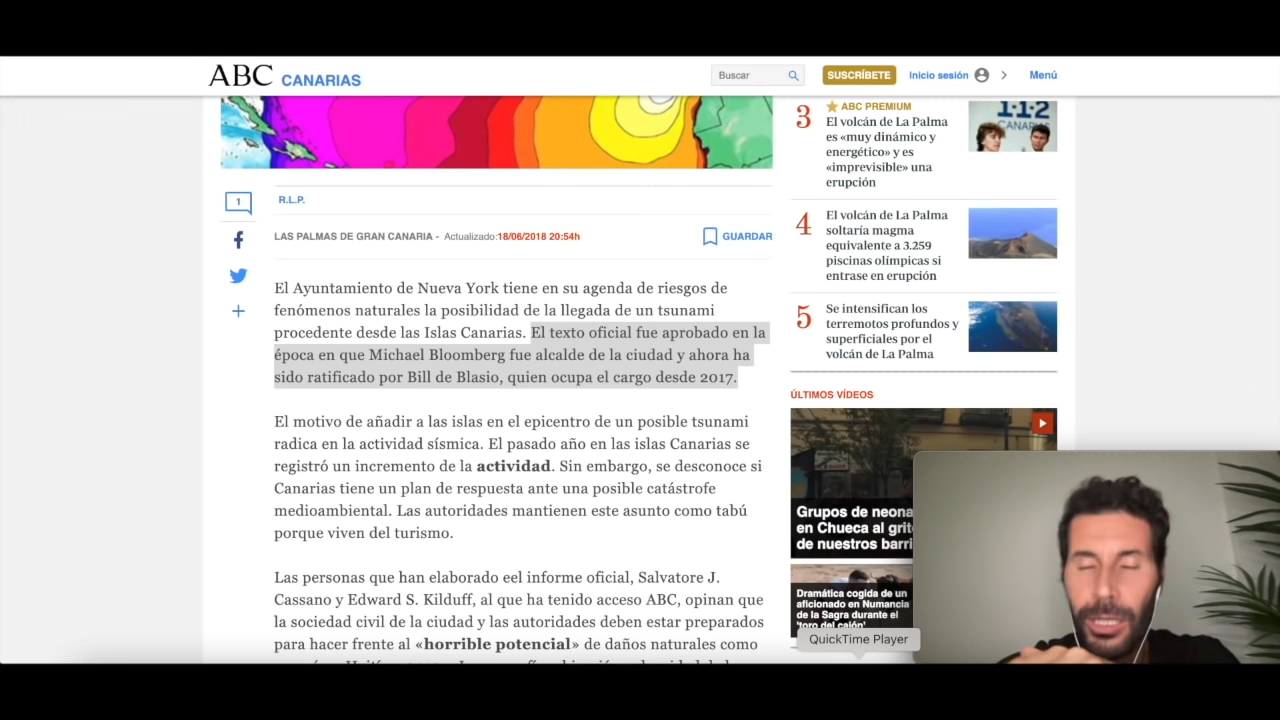 ABC CANARIAS
Buscar
SUSCRÍBETE
Inicio sesión
Menú
1
R.L.P.
LAS PALMAS DE GRAN CANARIA - Actualizado:18/06/2018 20:54h
GUARDAR
El Ayuntamiento de Nueva York tiene en su agenda de riesgos de
fenómenos naturales la posibilidad de la llegada de un tsunami
procedente desde las Islas Canarias. El texto oficial fue aprobado en la
época en que Michael Bloomberg fue alcalde de la ciudad y ahora ha
sido ratificado por Bill de Blasio, quien ocupa el cargo desde 2017.
El motivo de añadir a las islas en el epicentro de un posible tsunami
radica en la actividad sísmica. El pasado año en las islas Canarias se
registró un incremento de la actividad. Sin embargo, se desconoce si
Canarias tiene un plan de respuesta ante una posible catástrofe
medioambiental. Las autoridades mantienen este asunto como tabú
porque viven del turismo.
Las personas que han elaborado eel informe oficial, Salvatore J.
Cassano y Edward S. Kilduff, al que ha tenido acceso ABC, opinan que
la sociedad civil de la ciudad y las autoridades deben estar preparados
para hacer frente al «horrible potencial» de daños naturales como
3
ABC PREMIUM
El volcán de La Palma
es «muy dinámico y
energético» y es
«imprevisible» una
erupción
1-1-2
CANARIAS
4
El volcán de La Palma
soltaría magma
equivalente a 3.259
piscinas olímpicas si
entrase en erupción
5
Se intensifican los
terremotos profundos y
superficiales por el
volcán de La Palma
ÚLTIMOS VÍDEOS
Grupos de neona
en Chueca al grit
de nuestros barri
Dramática cogida de un
aficionado en Numancia
de la Sagra durante el
'toro del cajón'
QuickTime Player